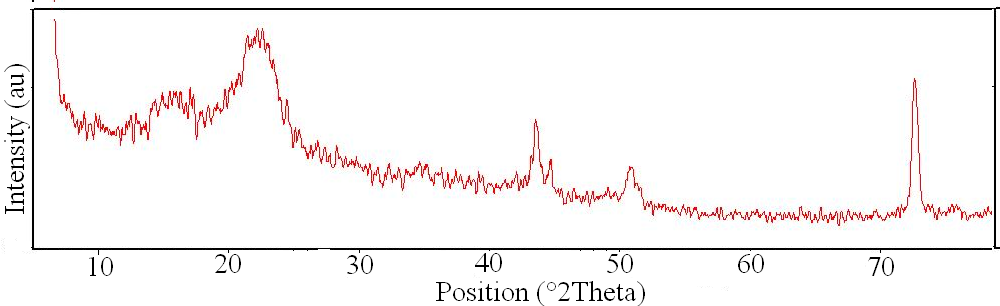 Intensity (au)
10 20 30 40 50 60 70
Position (°2Theta)